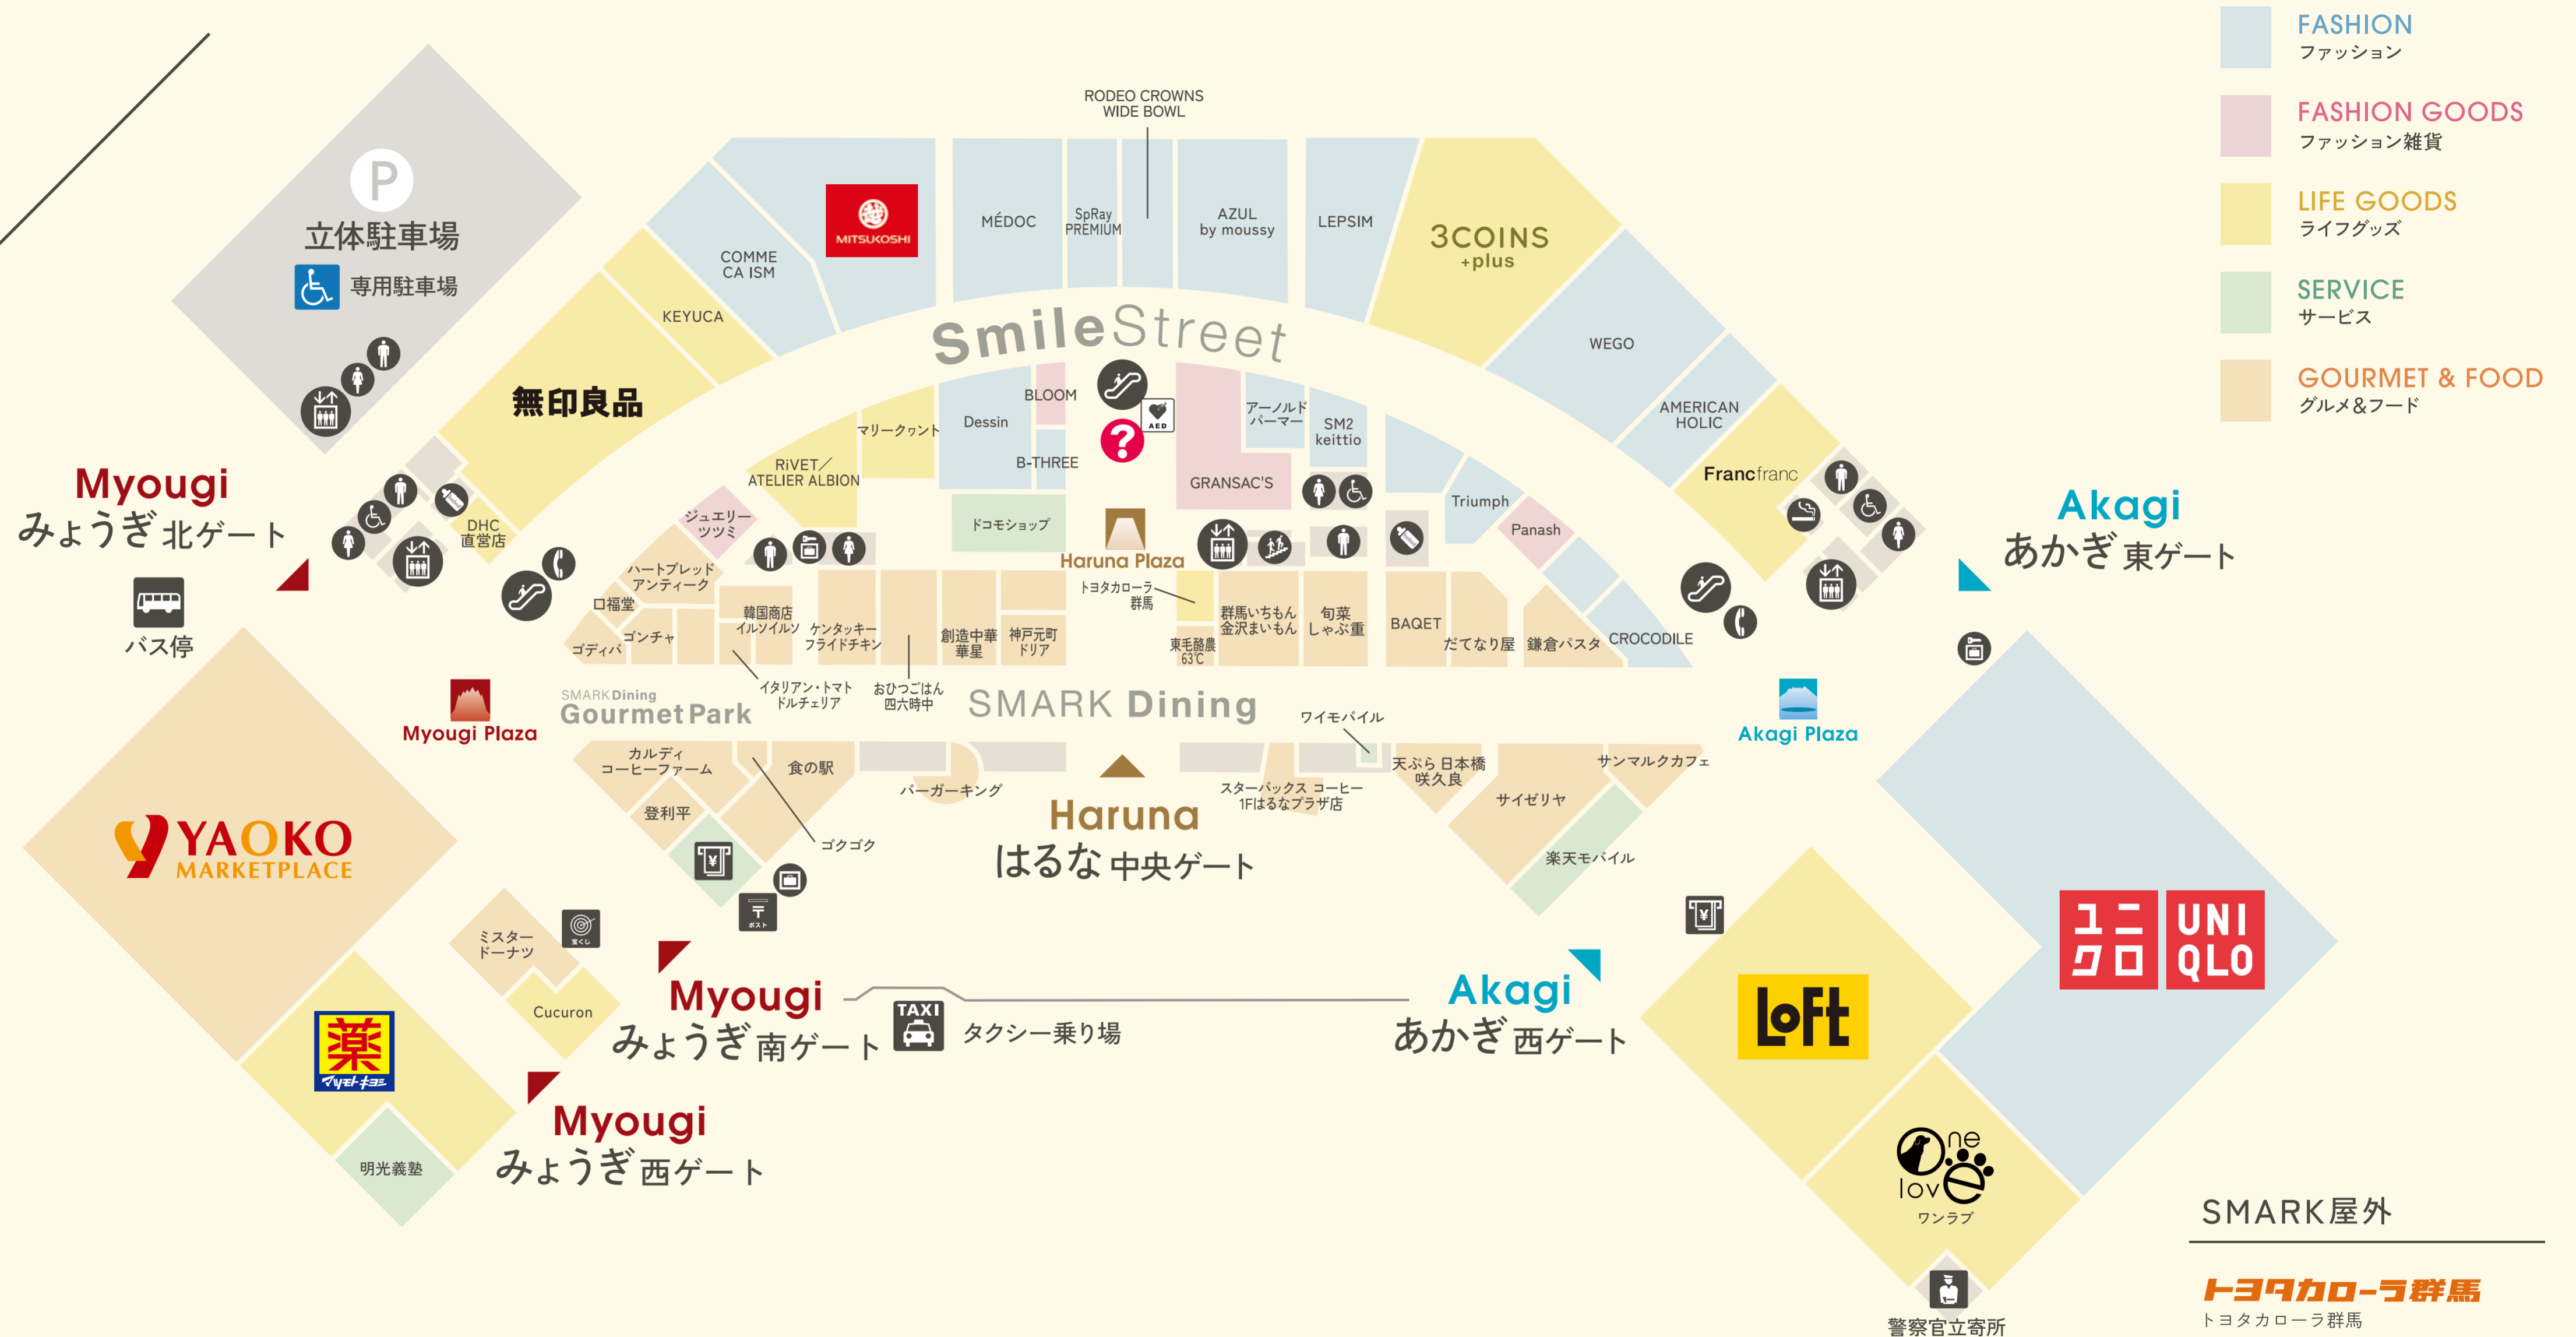 FASHION
ファッション
FASHION GOODS
ファッション雑貨
LIFE GOODS
ライフグッズ
SERVICE
サービス
GOURMET & FOOD
グルメ&フード
P
立体駐車場
専用駐車場
RODEO CROWNS
WIDE BOWL
MITSUKOSHI
MÉDOC
SpRay
PREMIUM
AZUL
by moussy
LEPSIM
3COINS
+plus
COMME
CA ISM
KEYUCA
無印良品
WEGO
AMERICAN
HOLIC
Francfranc
SmileStreet
BLOOM
Dessin
B-THREE
マリークヮント
RiVET/
ATELIER ALBION
ジュエリー
ツツミ
ドコモショップ
AED
?
アーノルド
パーマー
SM2
keittio
GRANSAC'S
Triumph
Panash
DHC
直営店
Myougi
みょうぎ 北ゲート
バス停
Akagi
あかぎ 東ゲート
Haruna Plaza
ハートブレッド
アンティーク
口福堂
ゴディバ
ゴンチャ
韓国商店
イルソイルソ
ケンタッキー
フライドチキン
創造中華
華星
神戸元町
ドリア
トヨタカローラ
群馬
東毛酪農
63℃
群馬いちもん
金沢まいもん
旬菜
しゃぶ重
BAQET
だてなり屋
鎌倉パスタ
CROCODILE
イタリアン・トマト
ドルチェリア
おひつごはん
四六時中
SMARK Dining
Gourmet Park
SMARK Dining
Myougi Plaza
Akagi Plaza
ワイモバイル
カルディ
コーヒーファーム
食の駅
登利平
ゴクゴク
バーガーキング
スターバックス コーヒー
1Fはるなプラザ店
天ぷら 日本橋
咲久良
サイゼリヤ
サンマルクカフェ
楽天モバイル
Haruna
はるな 中央ゲート
YAOKO
MARKETPLACE
¥
〒
ポスト
宝くじ
ミスター
ドーナツ
Cucuron
Myougi
みょうぎ 南ゲート
TAXI
タクシー乗り場
Akagi
あかぎ 西ゲート
¥
LOFT
ユニクロ
UNIQLO
薬
マツモトキヨシ
明光義塾
Myougi
みょうぎ 西ゲート
One
love
ワンラブ
警察官立寄所
SMARK屋外
トヨタカローラ群馬
トヨタカローラ群馬